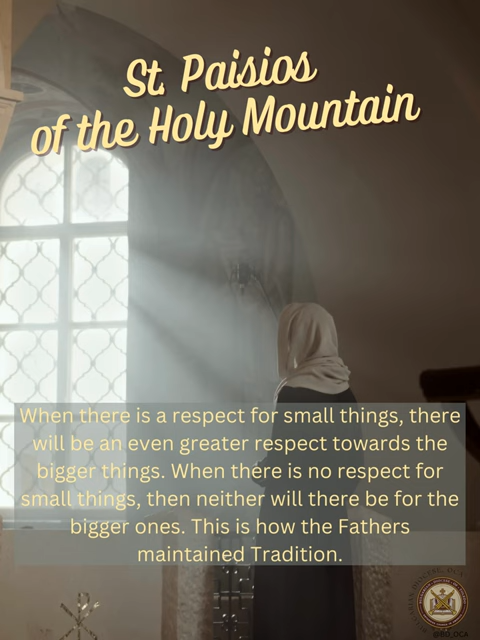 St. Paisios
of the Holy Mountain
When there is a respect for small things, there
will be an even greater respect towards the
bigger things. When there is no respect for
small things, then neither will there be for the
bigger ones. This is how the Fathers
maintained Tradition.
@BD_OCA